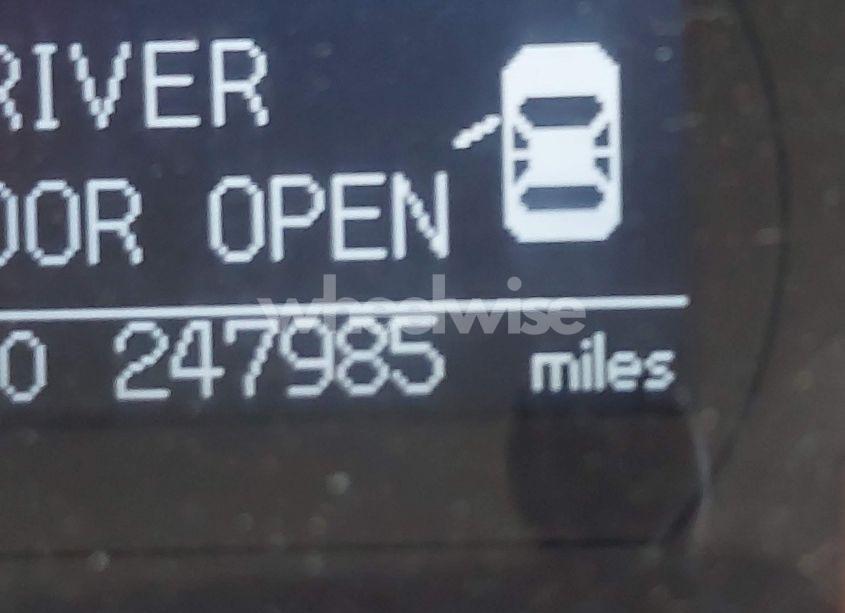 RIVER
OOR OPEN
wheelwise
0 247985 miles